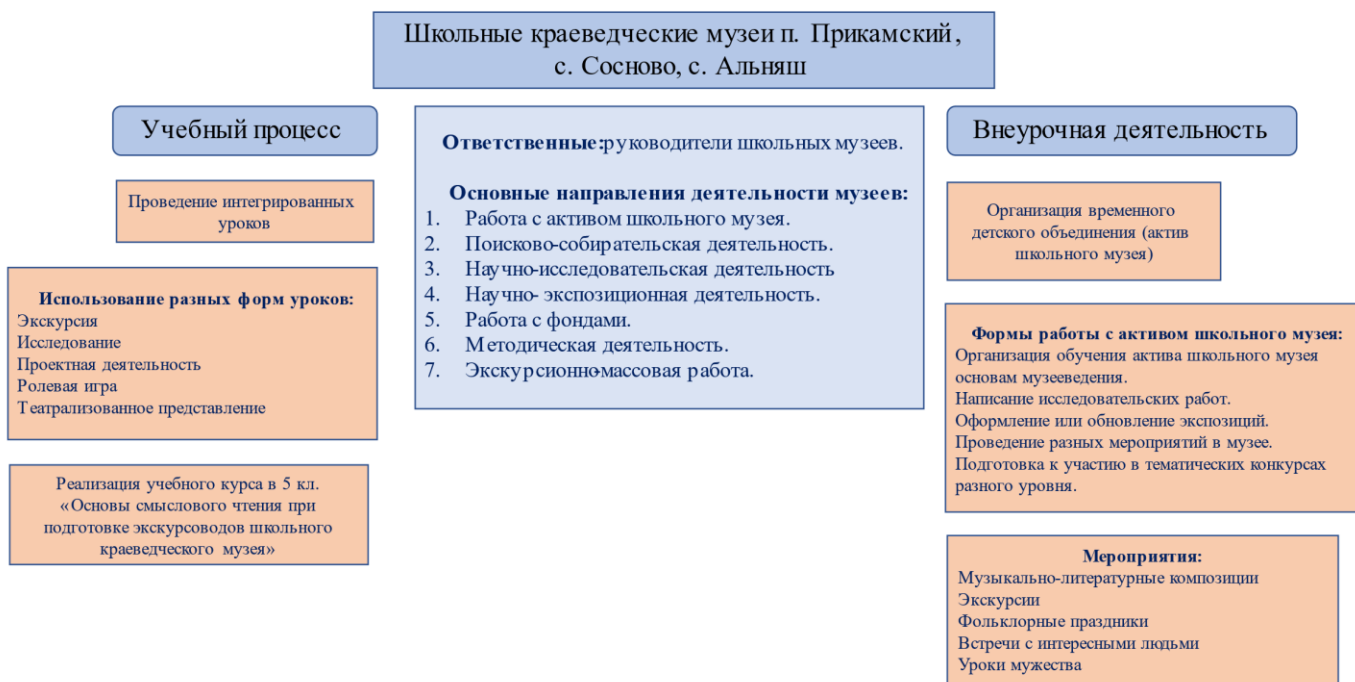 Школьные краеведческие музеи п. Прикамский,
с. Сосново, с. Альняш
Учебный процесс
Проведение интегрированных
уроков
Использование разных форм уроков:
Экскурсия
Исследование
Проектная деятельность
Ролевая игра
Театрализованное представление
Реализация учебного курса в 5 кл.
«Основы смыслового чтения при
подготовке экскурсоводов школьного
краеведческого музея»
Ответственные:руководители школьных музеев.
Основные направления деятельности музеев:
1. Работа с активом школьного музея.
2. Поисково-собирательская деятельность.
3. Научно-исследовательская деятельность
4. Научно- экспозиционная деятельность.
5. Работа с фондами.
6. Методическая деятельность.
7. Экскурсионно-массовая работа.
Внеурочная деятельность
Организация временного
детского объединения (актив
школьного музея)
Формы работы с активом школьного музея:
Организация обучения актива школьного музея
основам музееведения.
Написание исследовательских работ.
Оформление или обновление экспозиций.
Проведение разных мероприятий в музее.
Подготовка к участию в тематических конкурсах
разного уровня.
Мероприятия:
Музыкально-литературные композиции
Экскурсии
Фольклорные праздники
Встречи с интересными людьми
Уроки мужества